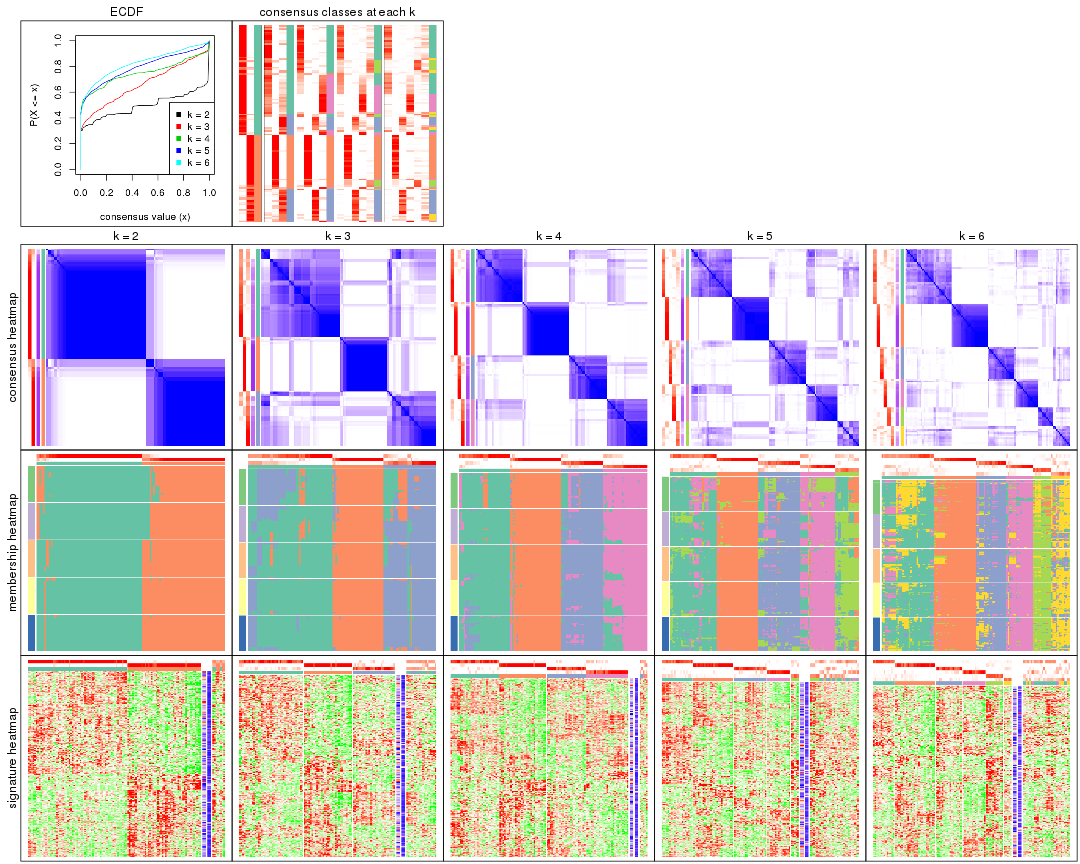 ECDF
consensus classes at each k
P(X <= x)
0.0 0.2 0.4 0.6 0.8 1.0
k = 2
k = 3
k = 4
k = 5
k = 6
0.0 0.2 0.4 0.6 0.8 1.0
consensus value (x)
k = 2 k = 3 k = 4 k = 5 k = 6
consensus heatmap
membership heatmap
signature heatmap